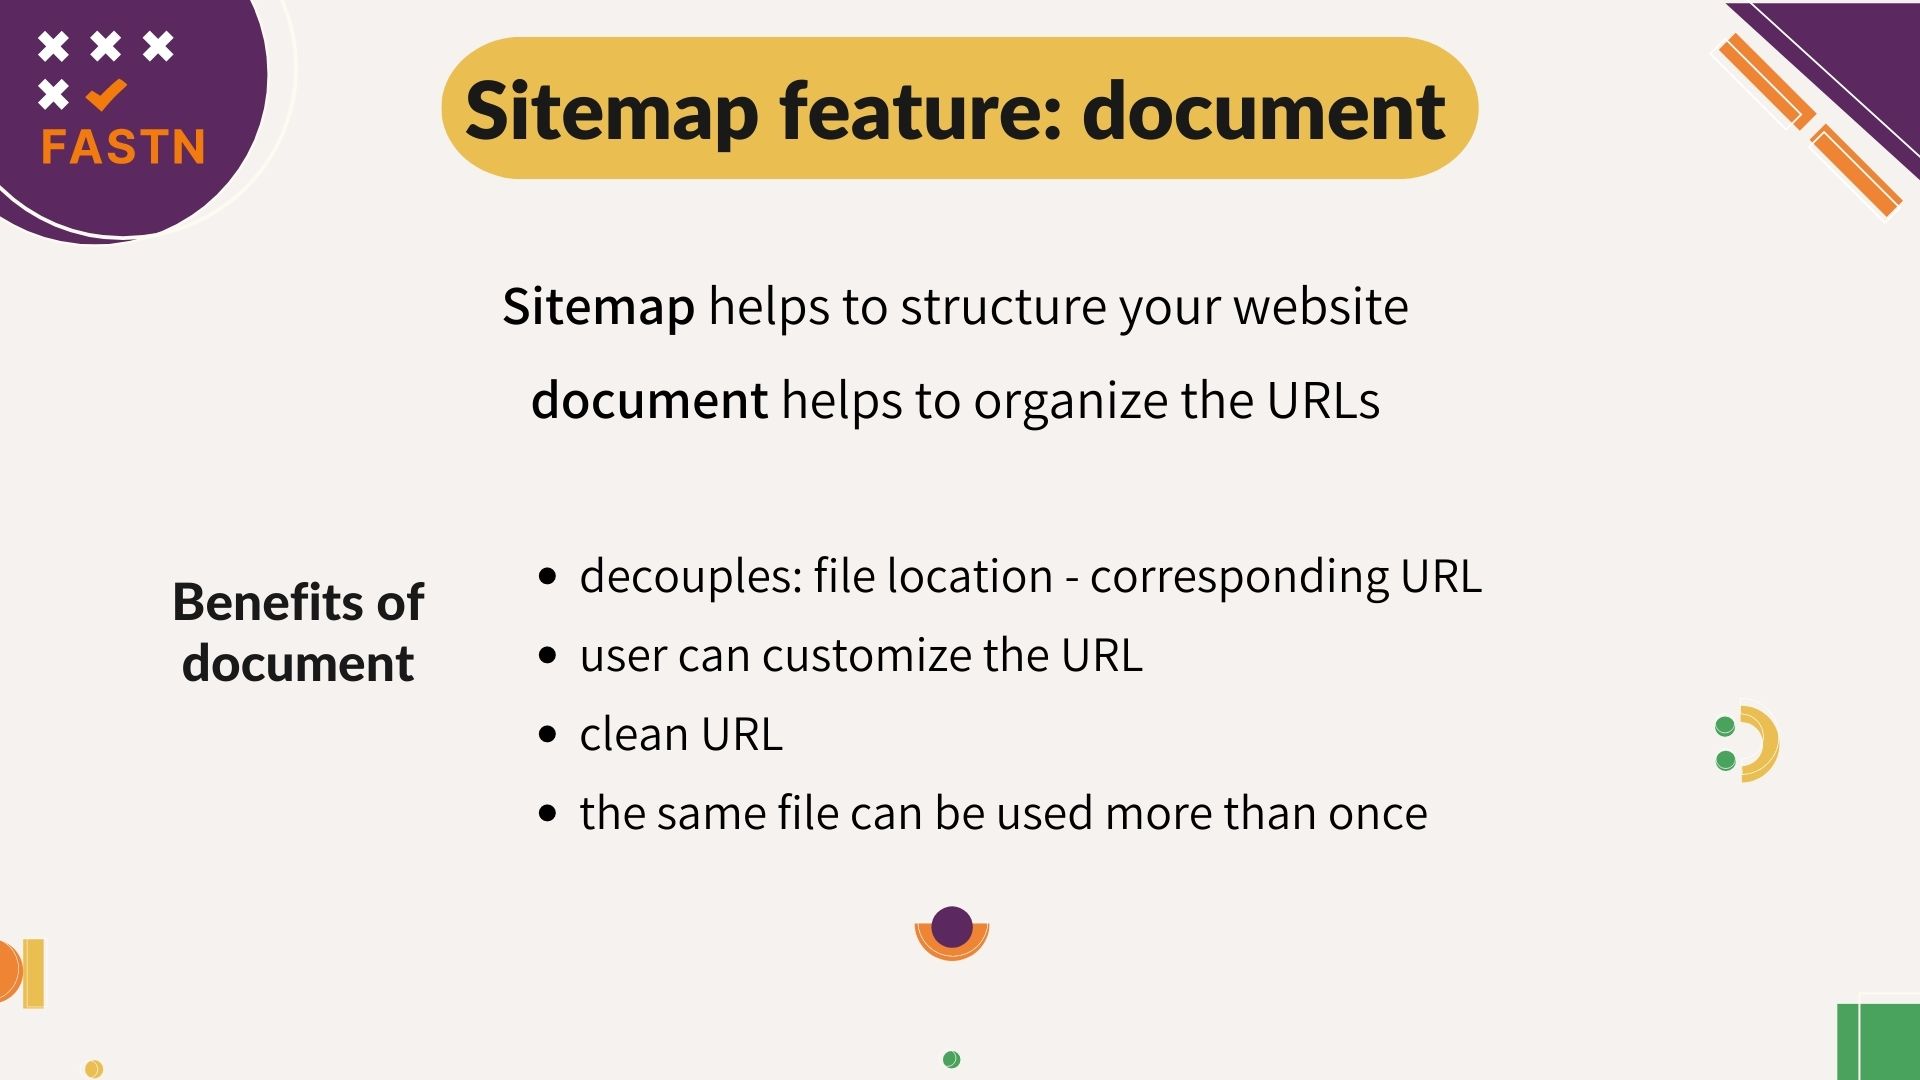 FASTN
Sitemap feature: document
Sitemap helps to structure your website
document helps to organize the URLs
Benefits of
document
• decouples: file location - corresponding URL
• user can customize the URL
• clean URL
• the same file can be used more than once